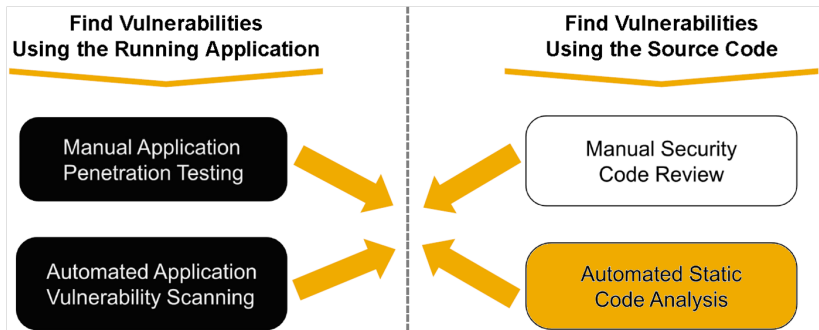 Find Vulnerabilities
Using the Running Application
Manual Application
Penetration Testing
Automated Application
Vulnerability Scanning
Find Vulnerabilities
Using the Source Code
Manual Security
Code Review
Automated Static
Code Analysis